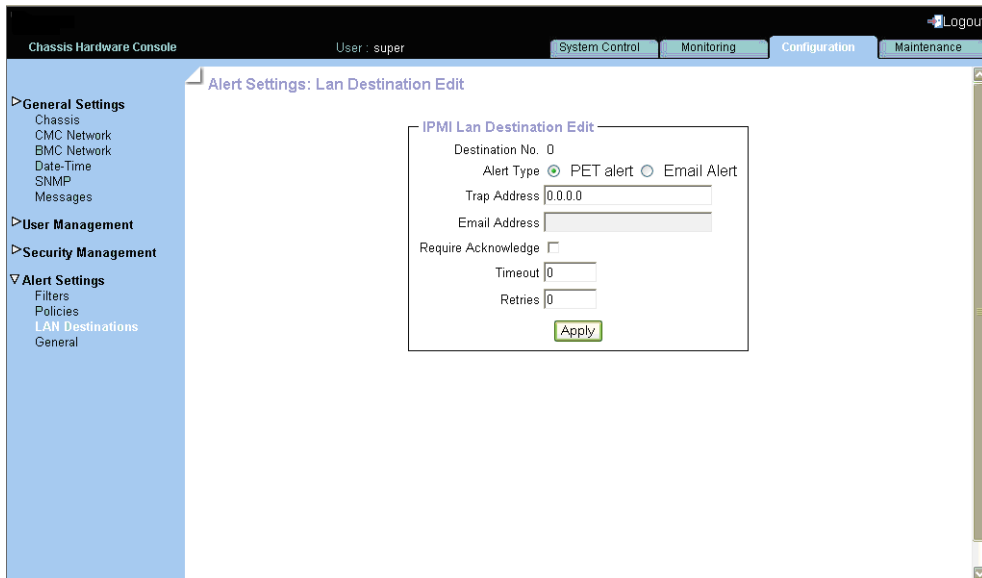 Logou
Chassis Hardware Console
User : super
System Control
Monitoring
Configuration
Maintenance
General Settings
Chassis
CMC Network
BMC Network
Date-Time
SNMP
Messages
User Management
Security Management
Alert Settings
Filters
Policies
LAN Destinations
General
Alert Settings: Lan Destination Edit
IPMI Lan Destination Edit
Destination No. 0
Alert Type PET alert Email Alert
Trap Address 0.0.0.0
Email Address
Require Acknowledge
Timeout 0
Retries 0
Apply